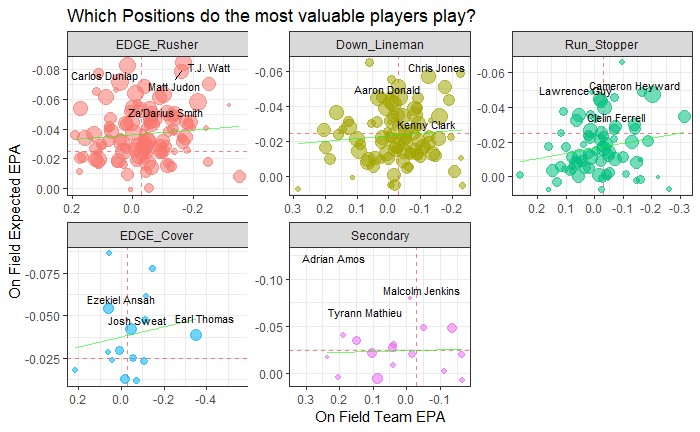 Which Positions do the most valuable players play?
EDGE_Rusher
Down_Lineman
Run_Stopper
-0.08
-0.06
-0.04
-0.02
0.00
Carlos Dunlap
T.J. Watt
Matt Judon
Za'Darius Smith
0.2
0.0
-0.2
-0.06
-0.04
-0.02
0.00
Chris Jones
Aaron Donald
Kenny Clark
0.3
0.2
0.1
0.0
-0.1
-0.2
-0.06
-0.04
-0.02
0.00
Cameron Heyward
Lawrence Guy
Clelin Ferrell
0.2
0.1
0.0
-0.1
-0.2
-0.3
On Field Expected EPA
EDGE_Cover
Secondary
-0.075
-0.050
-0.025
Ezekiel Ansah
Josh Sweat
Earl Thomas
0.2
0.0
-0.2
-0.4
-0.10
-0.05
0.00
Adrian Amos
Malcolm Jenkins
Tyrann Mathieu
0.3
0.2
0.1
0.0
-0.1
On Field Team EPA